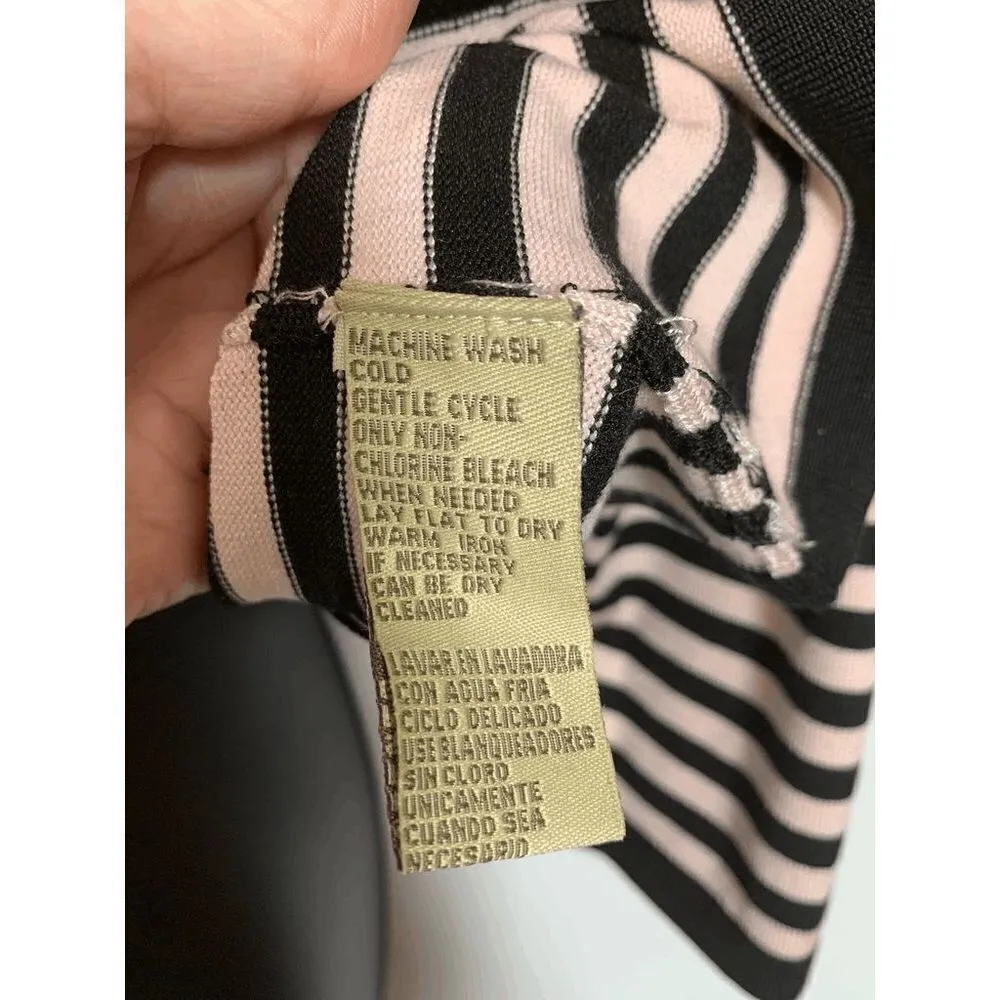 MACHINE WASH
COLD
GENTLE CYCLE
ONLY NON-
CHLORINE BLEACH
WHEN NEEDED
LAY FLAT TO DRY
WARM IRON
IF NECESSARY
CAN BE DRY
CLEANED
LAVAR EN LAVADORA
CON AGUA FRIA
CICLO DELICADO
USE BLANQUEADORES
SIN CLORO
UNICAMENTE
CUANDO SEA
NECESARIO